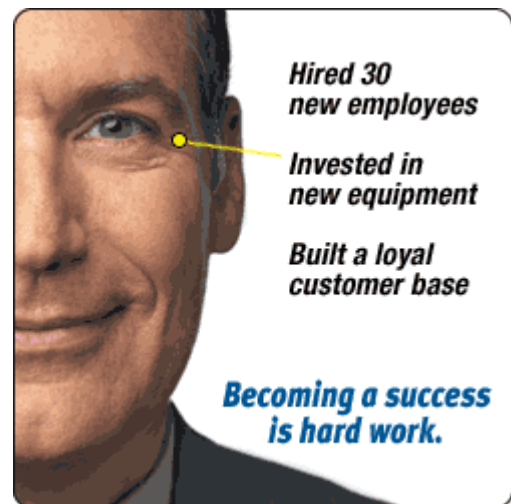 Hired 30
new employees
Invested in
new equipment
Built a loyal
customer base
Becoming a success
is hard work.